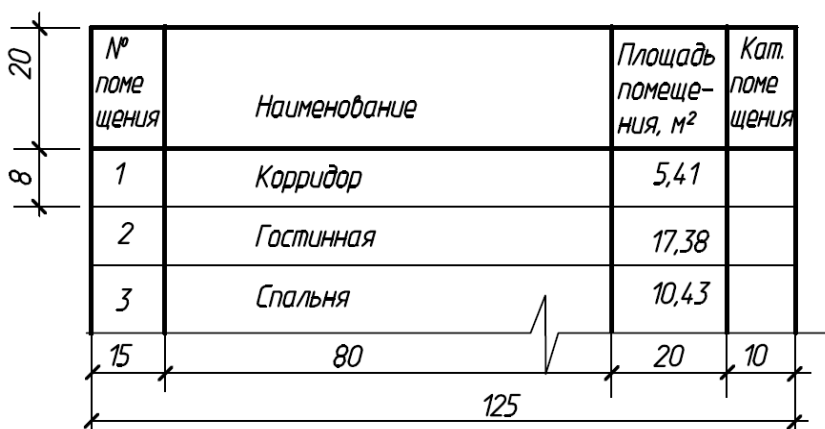 20
№
поме
щения
Наименование
Площадь
помеще-
ния, м²
Кат.
поме
щения
8
1
Корридор
5,41
2
Гостинная
17,38
3
Спальня
10,43
15
80
20
10
125